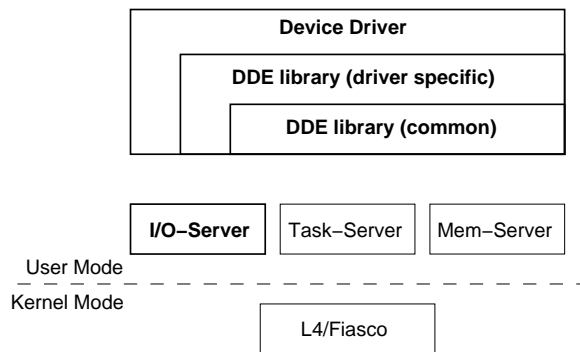 Device Driver
DDE library (driver specific)
DDE library (common)
I/O−Server
Task−Server
Mem−Server
User Mode
Kernel Mode
L4/Fiasco